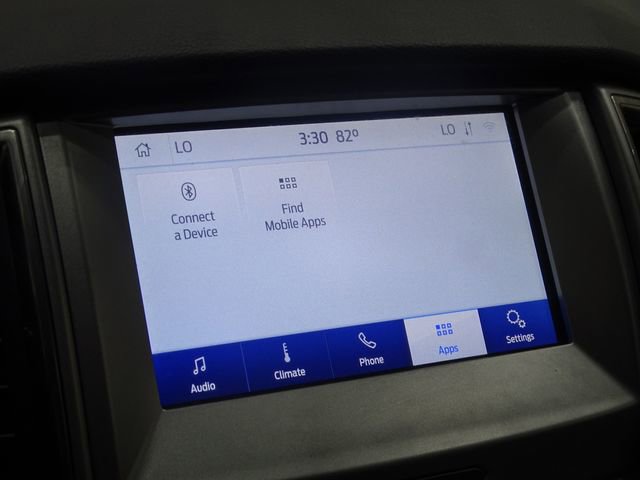 LO 3:30 82° LO
Connect
a Device
Find
Mobile Apps
Audio
Climate
Phone
Apps
Settings